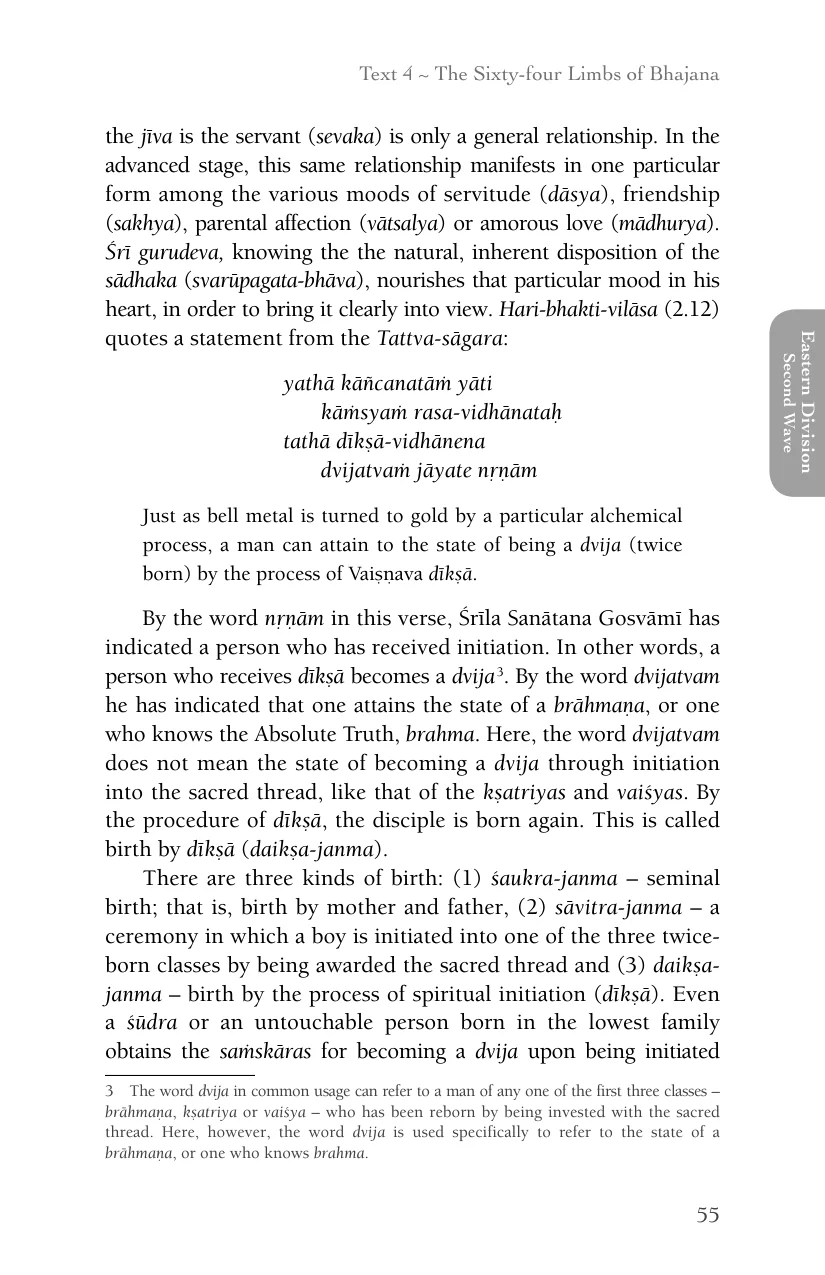 Text 4 ~ The Sixty-four Limbs of Bhajana
the jīva is the servant (sevaka) is only a general relationship. In the
advanced stage, this same relationship manifests in one particular
form among the various moods of servitude (dāsya), friendship
(sakhya), parental affection (vātsalya) or amorous love (mādhurya).
Śrī gurudeva, knowing the the natural, inherent disposition of the
sādhaka (svarūpagata-bhāva), nourishes that particular mood in his
heart, in order to bring it clearly into view. Hari-bhakti-vilāsa (2.12)
quotes a statement from the Tattva-sāgara:
yathā kāñcanatāṁ yāti
kāṁsyaṁ rasa-vidhānataḥ
tathā dīkṣā-vidhānena
dvijatvaṁ jāyate nṛṇām
Just as bell metal is turned to gold by a particular alchemical
process, a man can attain to the state of being a dvija (twice
born) by the process of Vaiṣṇava dīkṣā.
By the word nṛṇām in this verse, Śrīla Sanātana Gosvāmī has
indicated a person who has received initiation. In other words, a
person who receives dīkṣā becomes a dvija3. By the word dvijatvam
he has indicated that one attains the state of a brāhmaṇa, or one
who knows the Absolute Truth, brahma. Here, the word dvijatvam
does not mean the state of becoming a dvija through initiation
into the sacred thread, like that of the kṣatriyas and vaiśyas. By
the procedure of dīkṣā, the disciple is born again. This is called
birth by dīkṣā (daikṣa-janma).
There are three kinds of birth: (1) śaukra-janma – seminal
birth; that is, birth by mother and father, (2) sāvitra-janma – a
ceremony in which a boy is initiated into one of the three twice-
born classes by being awarded the sacred thread and (3) daikṣa-
janma – birth by the process of spiritual initiation (dīkṣā). Even
a śūdra or an untouchable person born in the lowest family
obtains the saṁskāras for becoming a dvija upon being initiated
3 The word dvija in common usage can refer to a man of any one of the first three classes –
brāhmaṇa, kṣatriya or vaiśya – who has been reborn by being invested with the sacred
thread. Here, however, the word dvija is used specifically to refer to the state of a
brāhmaṇa, or one who knows brahma.
55
Eastern Division
Second Wave